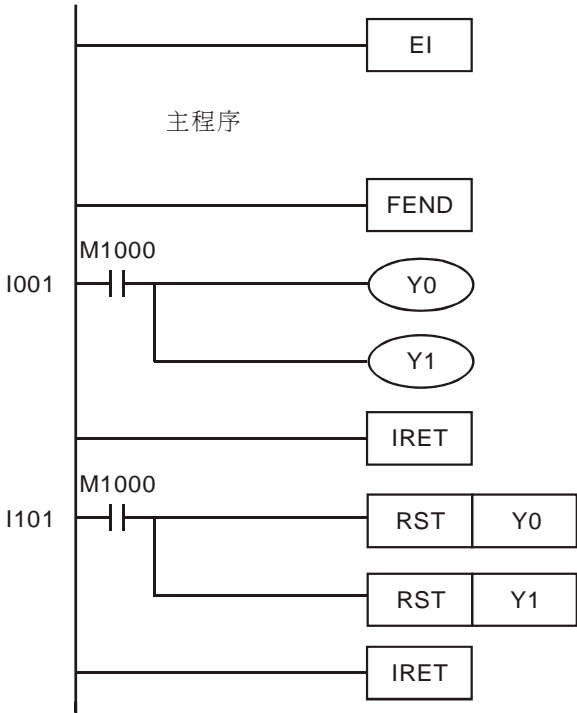 EI
主程序
FEND
M1000
I001
Y0
Y1
IRET
M1000
I101
RST Y0
RST Y1
IRET